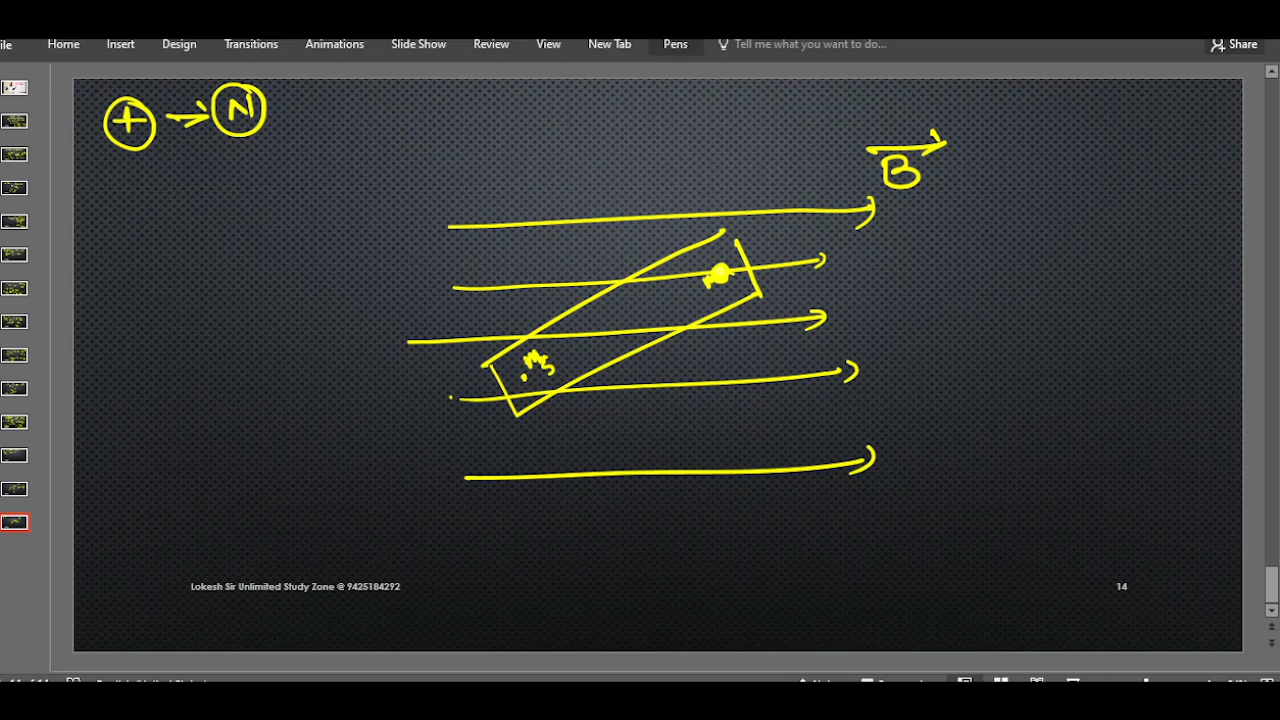 Home Insert Design Transitions Animations Slide Show Review View New Tab Pens Tell me what you want to do... Share
+ → N
B
Lokesh Sir Unlimited Study Zone @ 9425184292 14